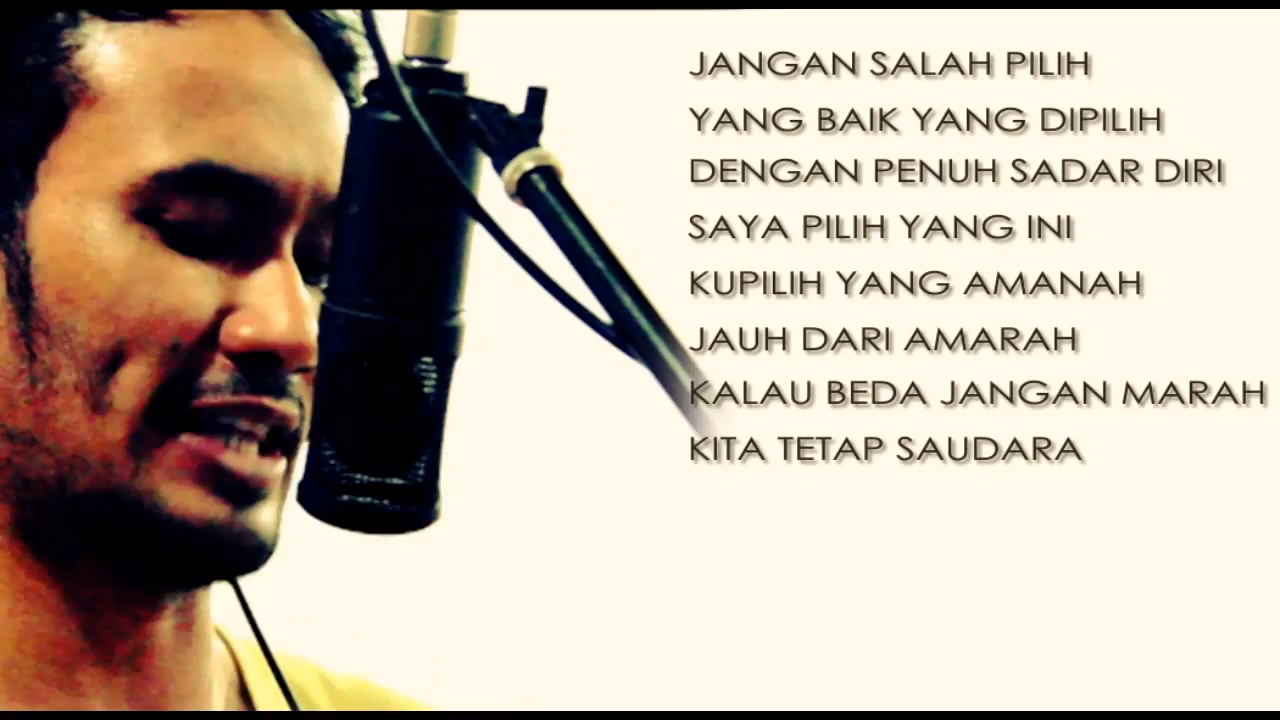 JANGAN SALAH PILIH
YANG BAIK YANG DIPILIH
DENGAN PENUH SADAR DIRI
SAYA PILIH YANG INI
KUPILIH YANG AMANAH
JAUH DARI AMARAH
KALAU BEDA JANGAN MARAH
KITA TETAP SAUDARA